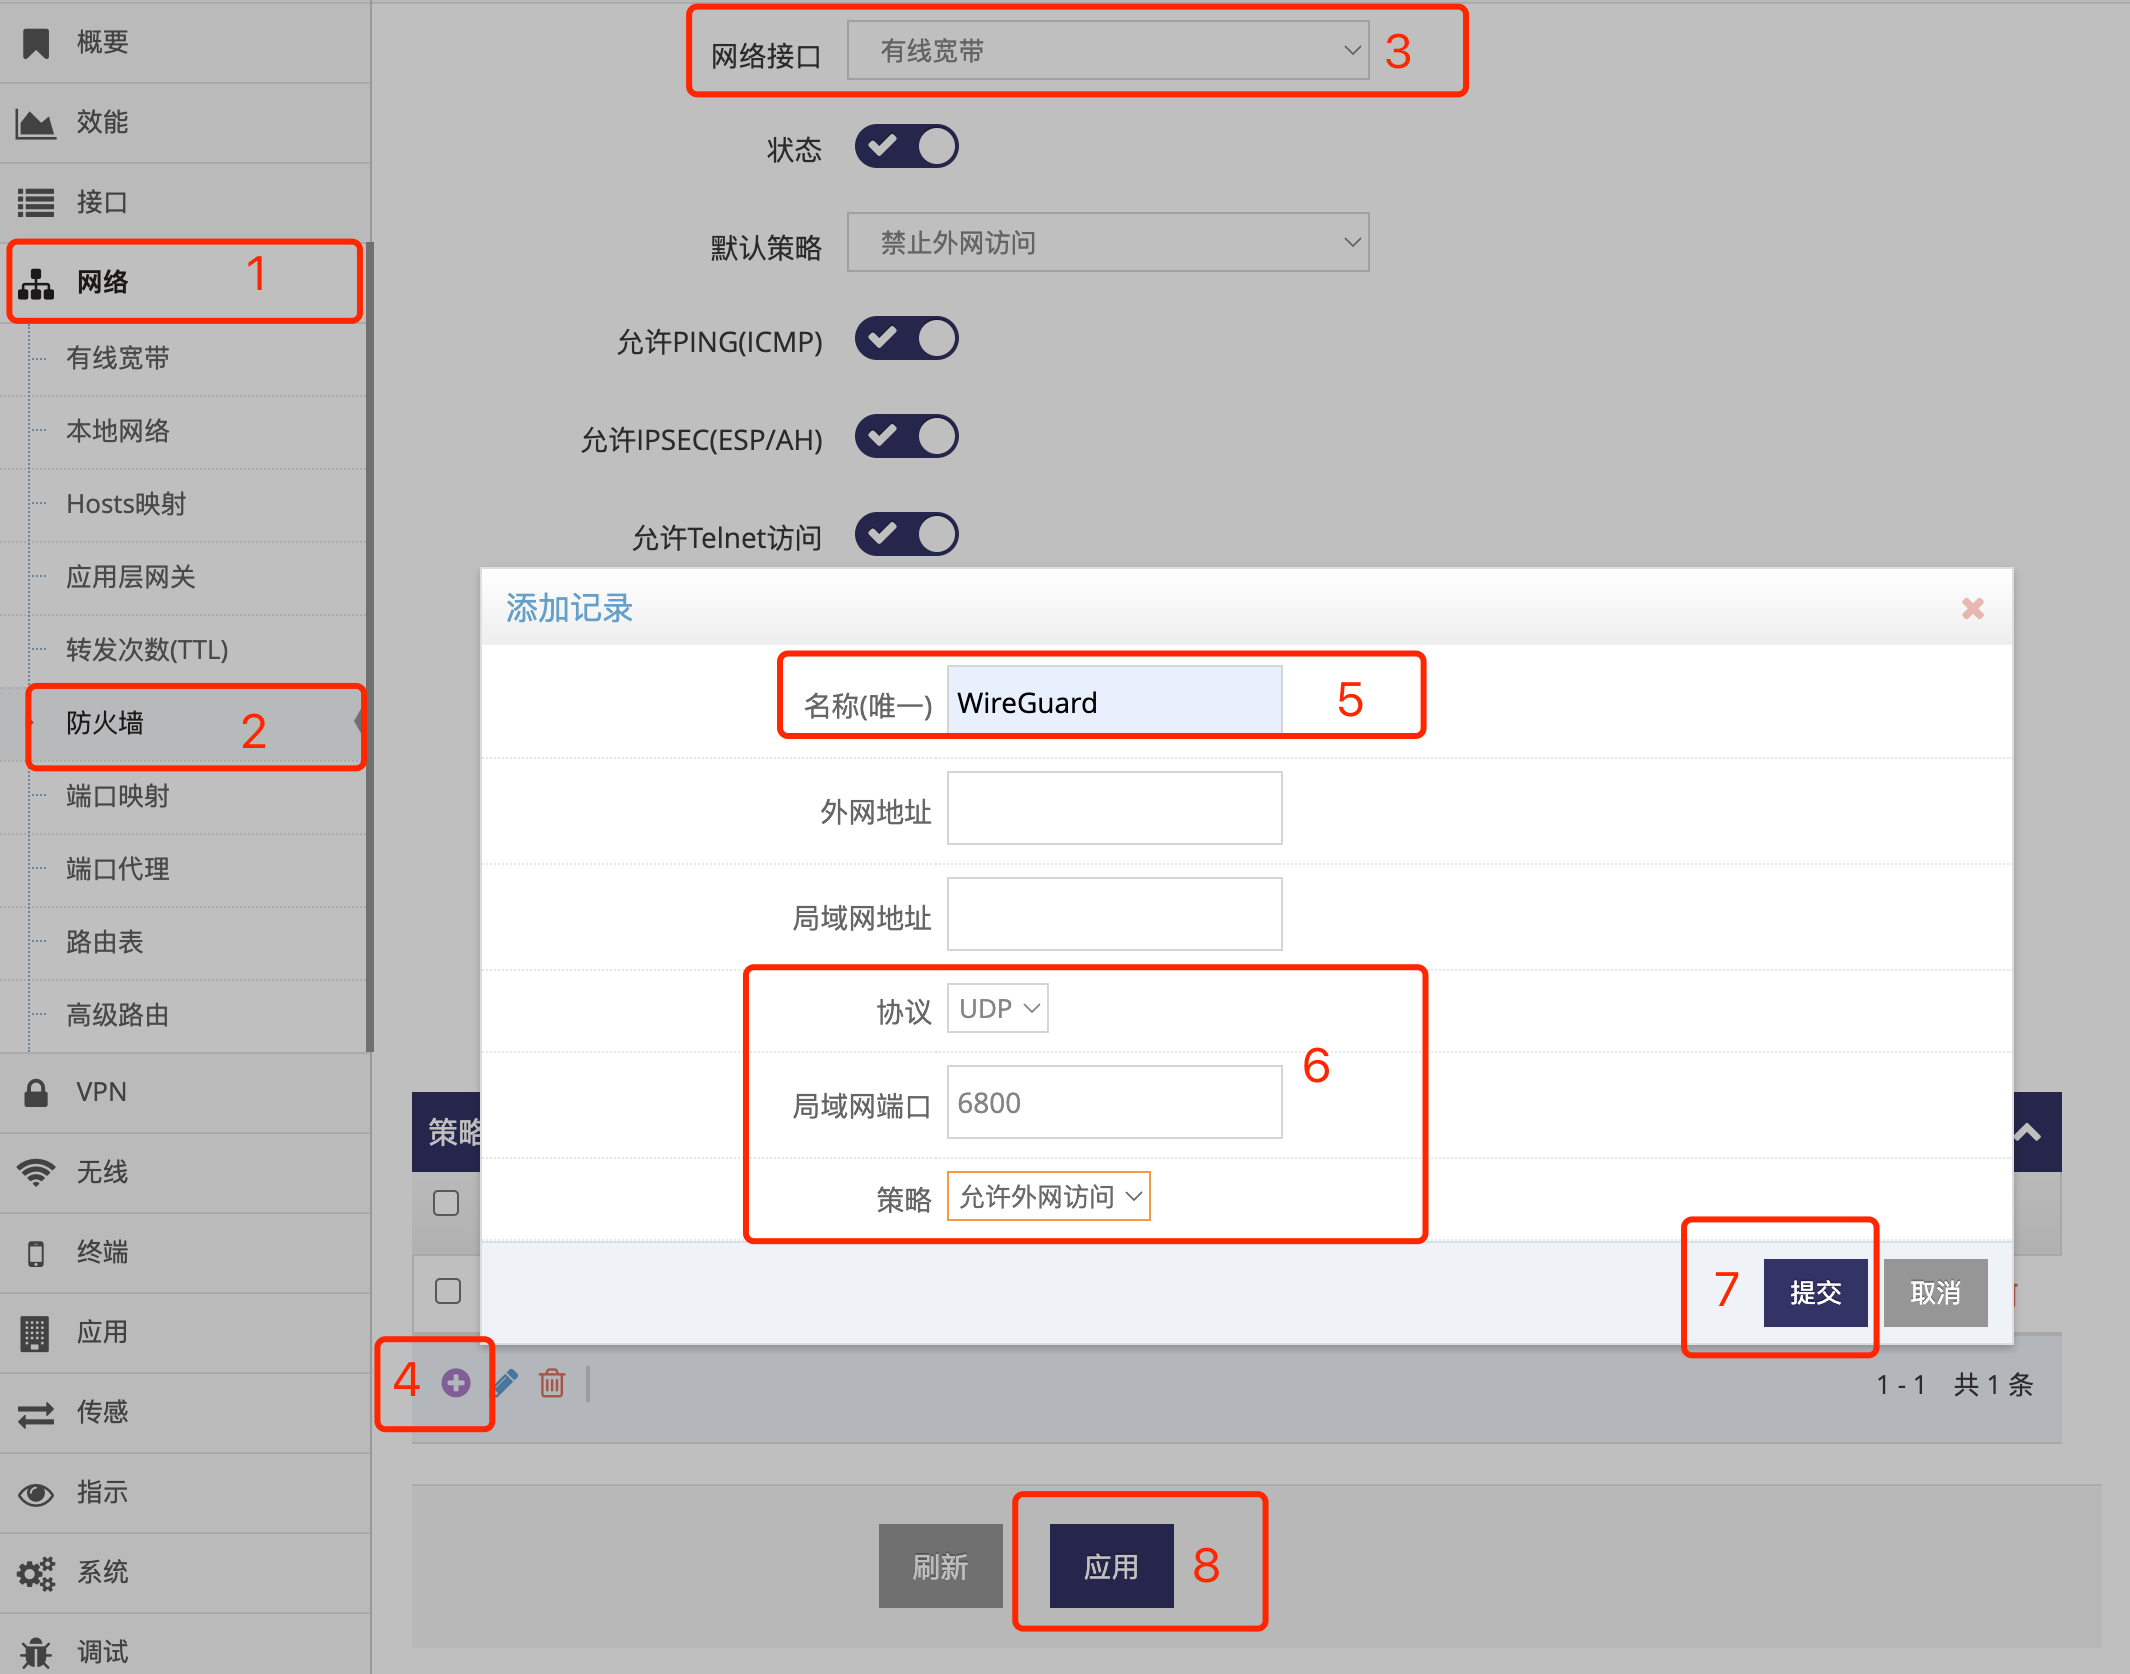 概要
效能
接口
网络
1
有线宽带
本地网络
Hosts映射
应用层网关
转发次数(TTL)
防火墙
2
端口映射
端口代理
路由表
高级路由
VPN
无线
终端
应用
传感
指示
系统
调试
网络接口
有线宽带
3
状态
默认策略
禁止外网访问
允许PING(ICMP)
允许IPSEC(ESP/AH)
允许Telnet访问
添加记录
名称(唯一)
WireGuard
5
外网地址
局域网地址
协议
UDP
局域网端口
6800
6
策略
允许外网访问
策略
7
提交
取消
4
1 - 1 共 1 条
刷新
应用
8